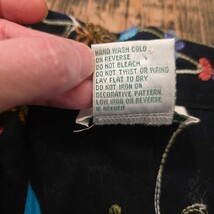 HAND WASH COLD
ON REVERSE
DO NOT BLEACH
DO NOT TWIST OR WRING
LAY FLAT TO DRY
DO NOT IRON ON
DECORATIVE PATTERN
LOW IRON ON REVERSE
IF NEEDED